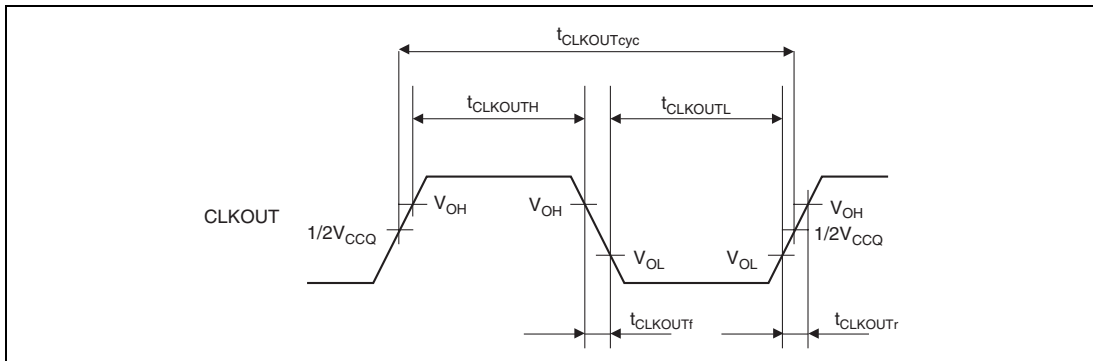 tCLKOUTcyc
tCLKOUTH tCLKOUTL
CLKOUT
VOH VOH VOH
1/2VCCQ 1/2VCCQ
VOL VOL
tCLKOUTf tCLKOUTr